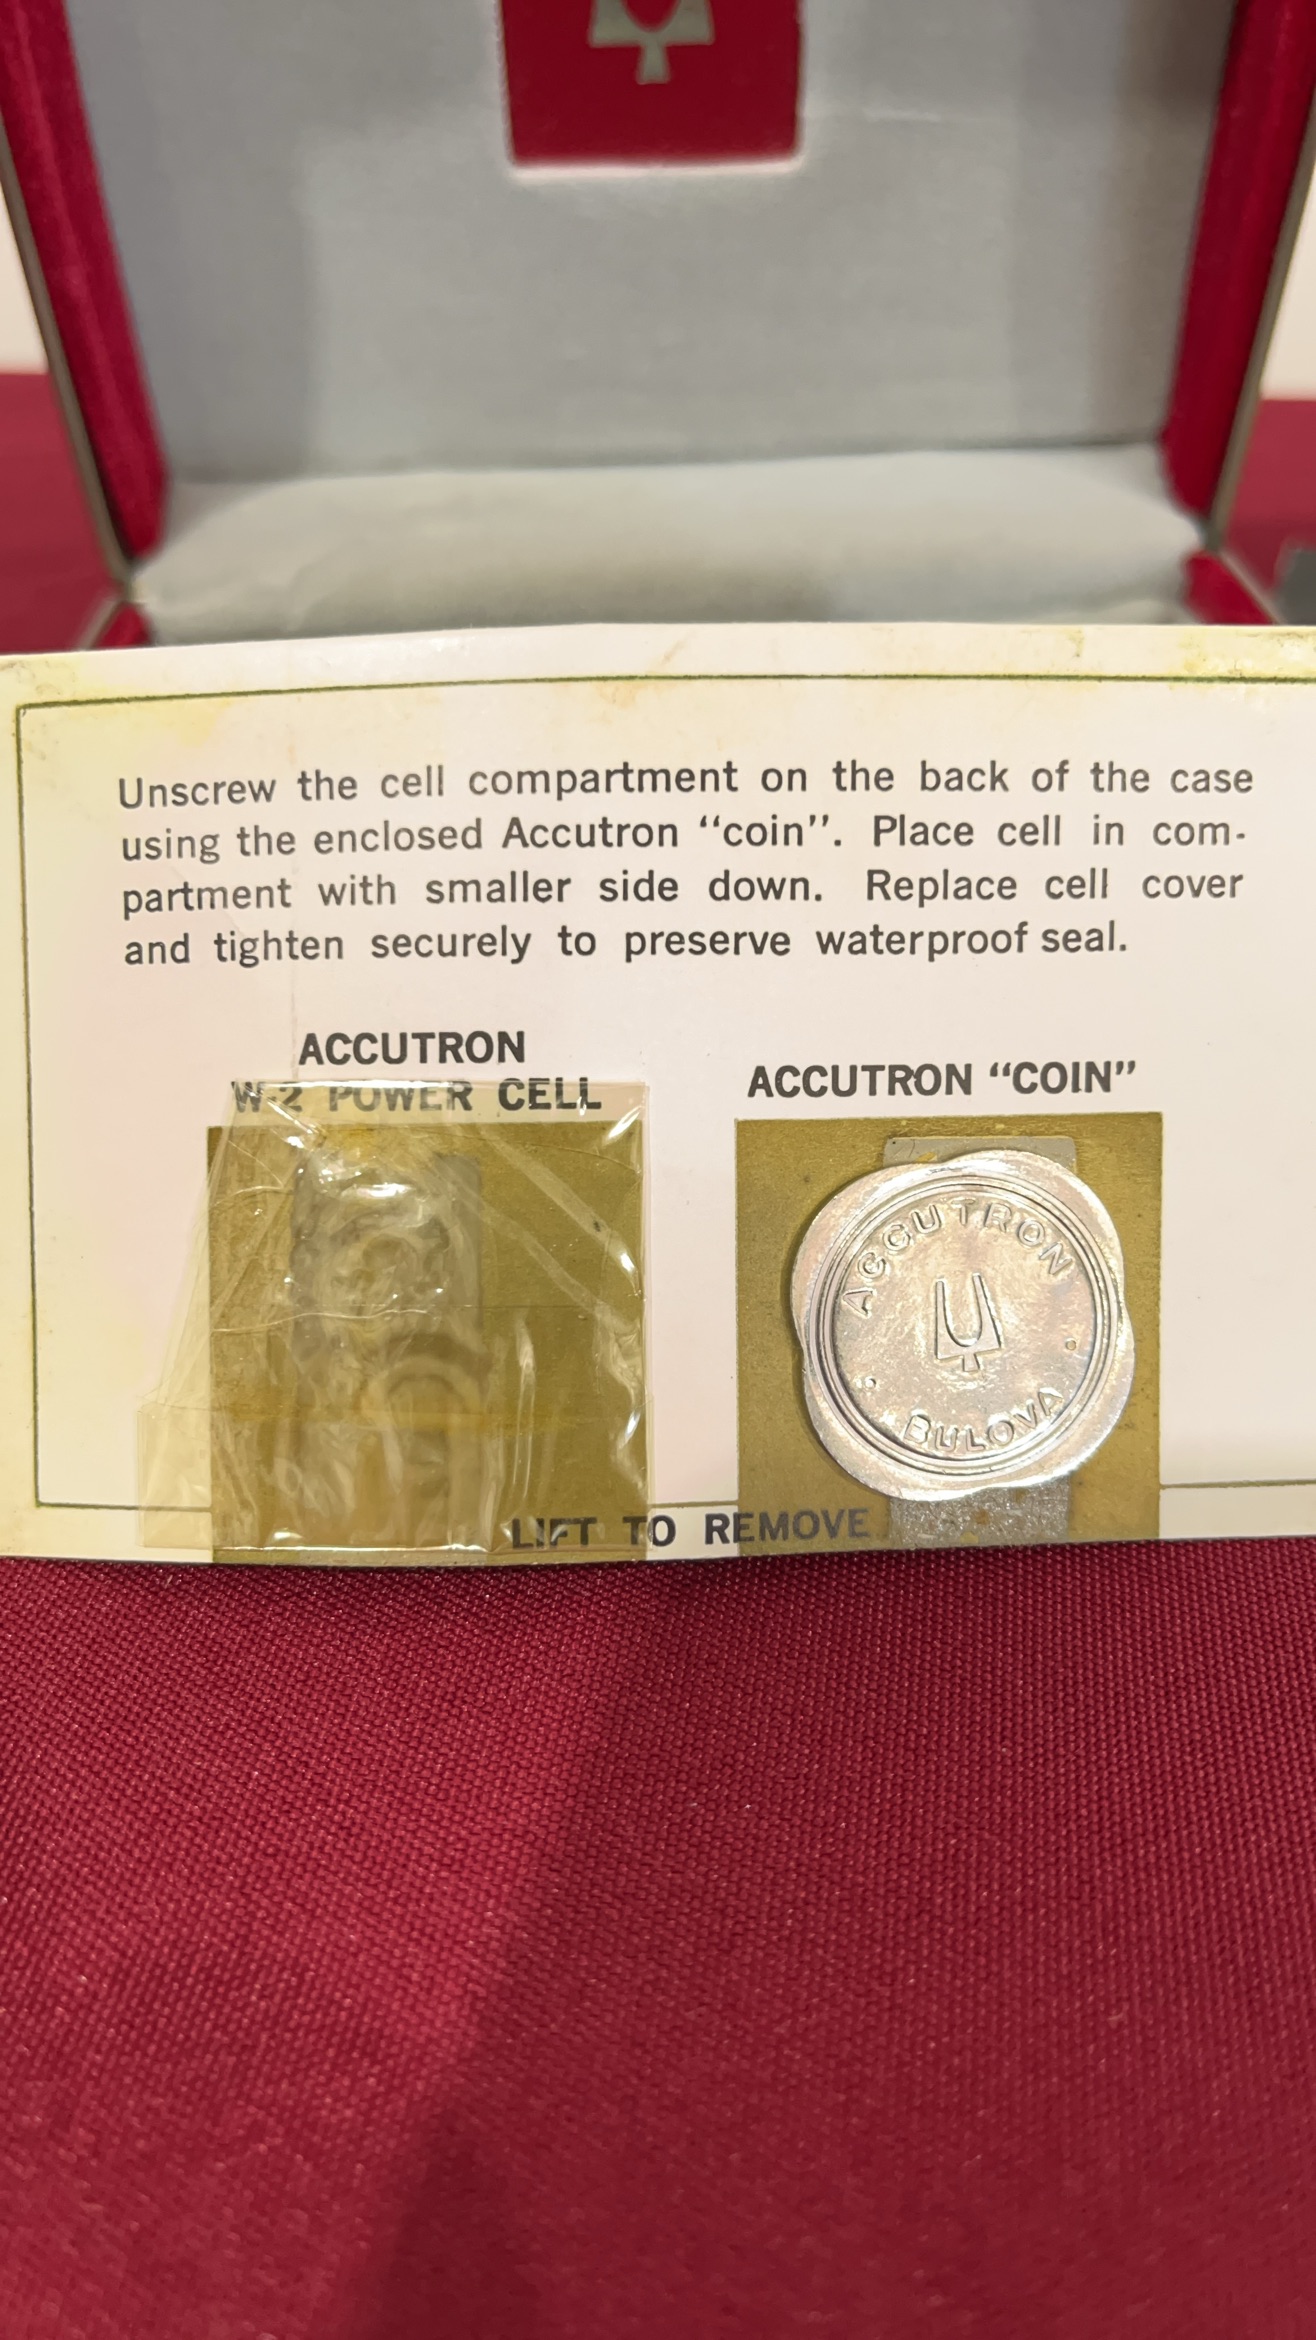 Unscrew the cell compartment on the back of the case
using the enclosed Accutron “coin”. Place cell in com-
partment with smaller side down. Replace cell cover
and tighten securely to preserve waterproof seal.
ACCUTRON
W-2 POWER CELL
ACCUTRON “COIN”
ACCUTRON
BULOVA
LIFT TO REMOVE